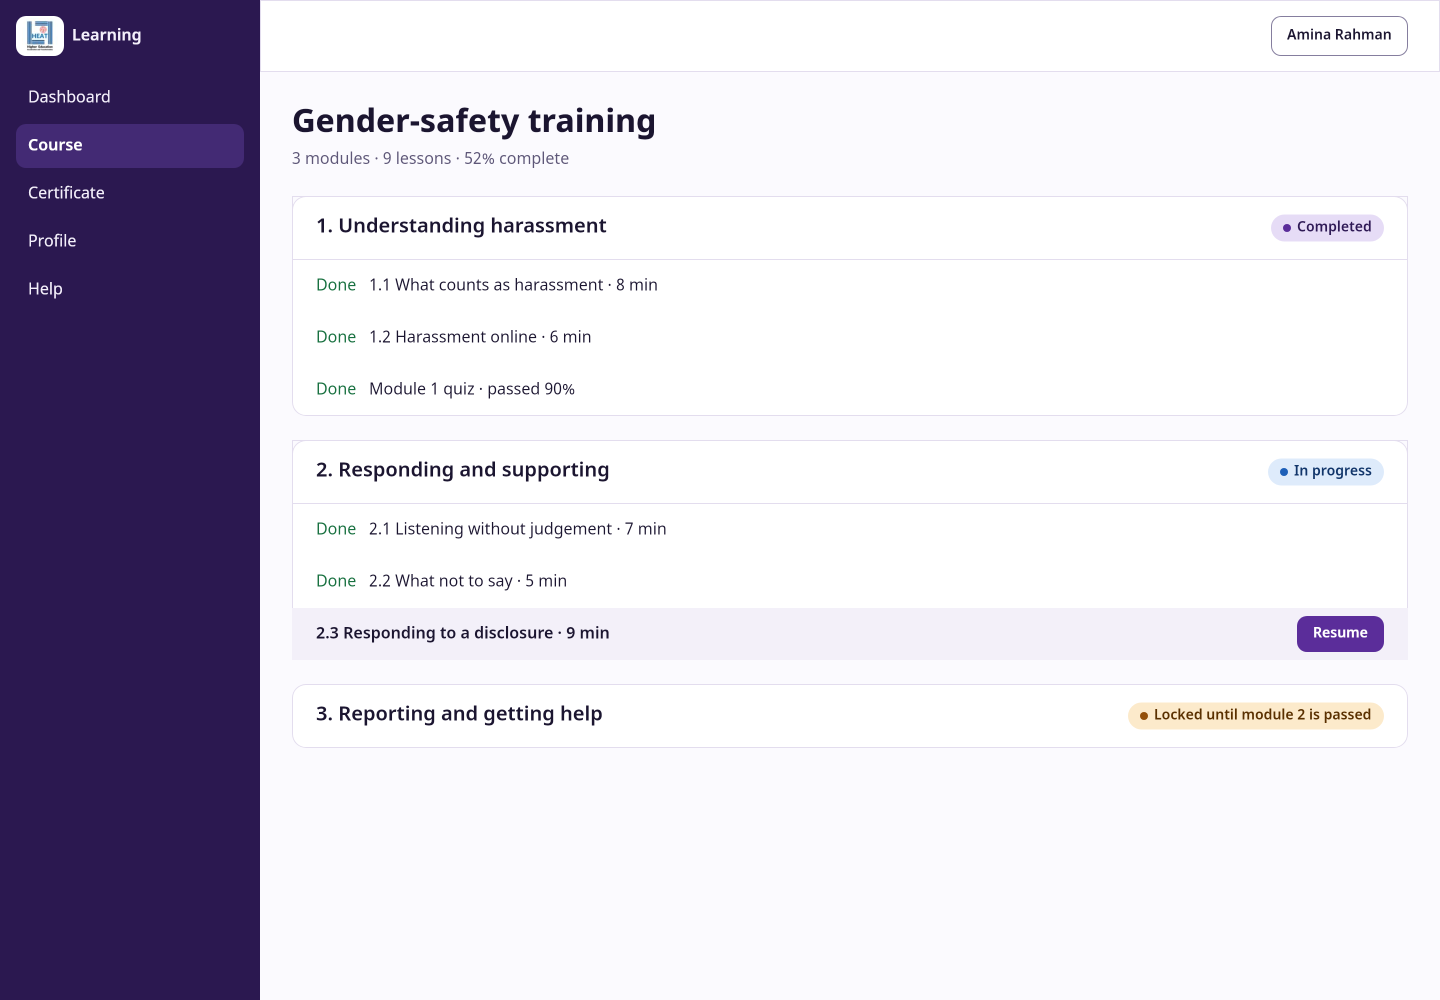 HEAT
Higher Education
Learning
Amina Rahman
Dashboard
Course
Certificate
Profile
Help
Gender-safety training
3 modules · 9 lessons · 52% complete
1. Understanding harassment
Completed
Done 1.1 What counts as harassment · 8 min
Done 1.2 Harassment online · 6 min
Done Module 1 quiz · passed 90%
2. Responding and supporting
In progress
Done 2.1 Listening without judgement · 7 min
Done 2.2 What not to say · 5 min
2.3 Responding to a disclosure · 9 min
Resume
3. Reporting and getting help
Locked until module 2 is passed